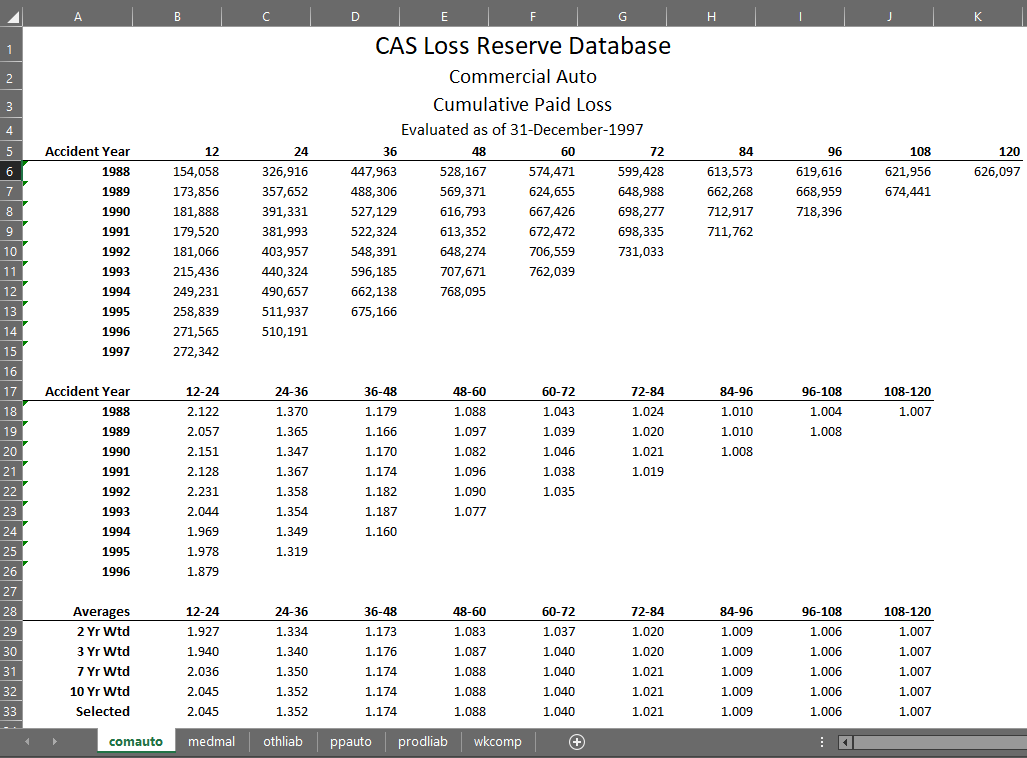 A B C D E F G H I J K
1 CAS Loss Reserve Database
2 Commercial Auto
3 Cumulative Paid Loss
4 Evaluated as of 31-December-1997
5 Accident Year 12 24 36 48 60 72 84 96 108 120
6 1988 154,058 326,916 447,963 528,167 574,471 599,428 613,573 619,616 621,956 626,097
7 1989 173,856 357,652 488,306 569,371 624,655 648,988 662,268 668,959 674,441
8 1990 181,888 391,331 527,129 616,793 667,426 698,277 712,917 718,396
9 1991 179,520 381,993 522,324 613,352 672,472 698,335 711,762
10 1992 181,066 403,957 548,391 648,274 706,559 731,033
11 1993 215,436 440,324 596,185 707,671 762,039
12 1994 249,231 490,657 662,138 768,095
13 1995 258,839 511,937 675,166
14 1996 271,565 510,191
15 1997 272,342
16
17 Accident Year 12-24 24-36 36-48 48-60 60-72 72-84 84-96 96-108 108-120
18 1988 2.122 1.370 1.179 1.088 1.043 1.024 1.010 1.004 1.007
19 1989 2.057 1.365 1.166 1.097 1.039 1.020 1.010 1.008
20 1990 2.151 1.347 1.170 1.082 1.046 1.021 1.008
21 1991 2.128 1.367 1.174 1.096 1.038 1.019
22 1992 2.231 1.358 1.182 1.090 1.035
23 1993 2.044 1.354 1.187 1.077
24 1994 1.969 1.349 1.160
25 1995 1.978 1.319
26 1996 1.879
27
28 Averages 12-24 24-36 36-48 48-60 60-72 72-84 84-96 96-108 108-120
29 2 Yr Wtd 1.927 1.334 1.173 1.083 1.037 1.020 1.009 1.006 1.007
30 3 Yr Wtd 1.940 1.340 1.176 1.087 1.040 1.020 1.009 1.006 1.007
31 7 Yr Wtd 2.036 1.350 1.174 1.088 1.040 1.021 1.009 1.006 1.007
32 10 Yr Wtd 2.045 1.352 1.174 1.088 1.040 1.021 1.009 1.006 1.007
33 Selected 2.045 1.352 1.174 1.088 1.040 1.021 1.009 1.006 1.007
comauto medmal othliab ppauto prodliab wkcomp